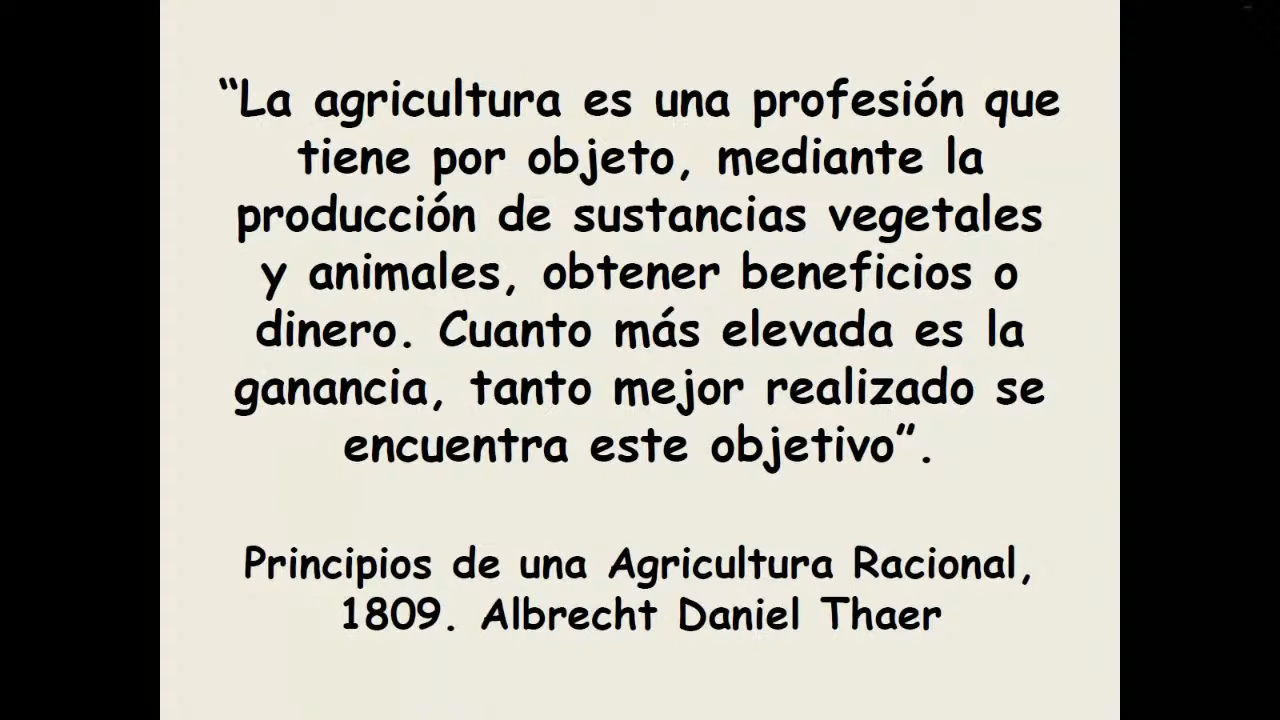 “La agricultura es una profesión que
tiene por objeto, mediante la
producción de sustancias vegetales
y animales, obtener beneficios o
dinero. Cuanto más elevada es la
ganancia, tanto mejor realizado se
encuentra este objetivo”.
Principios de una Agricultura Racional,
1809. Albrecht Daniel Thaer